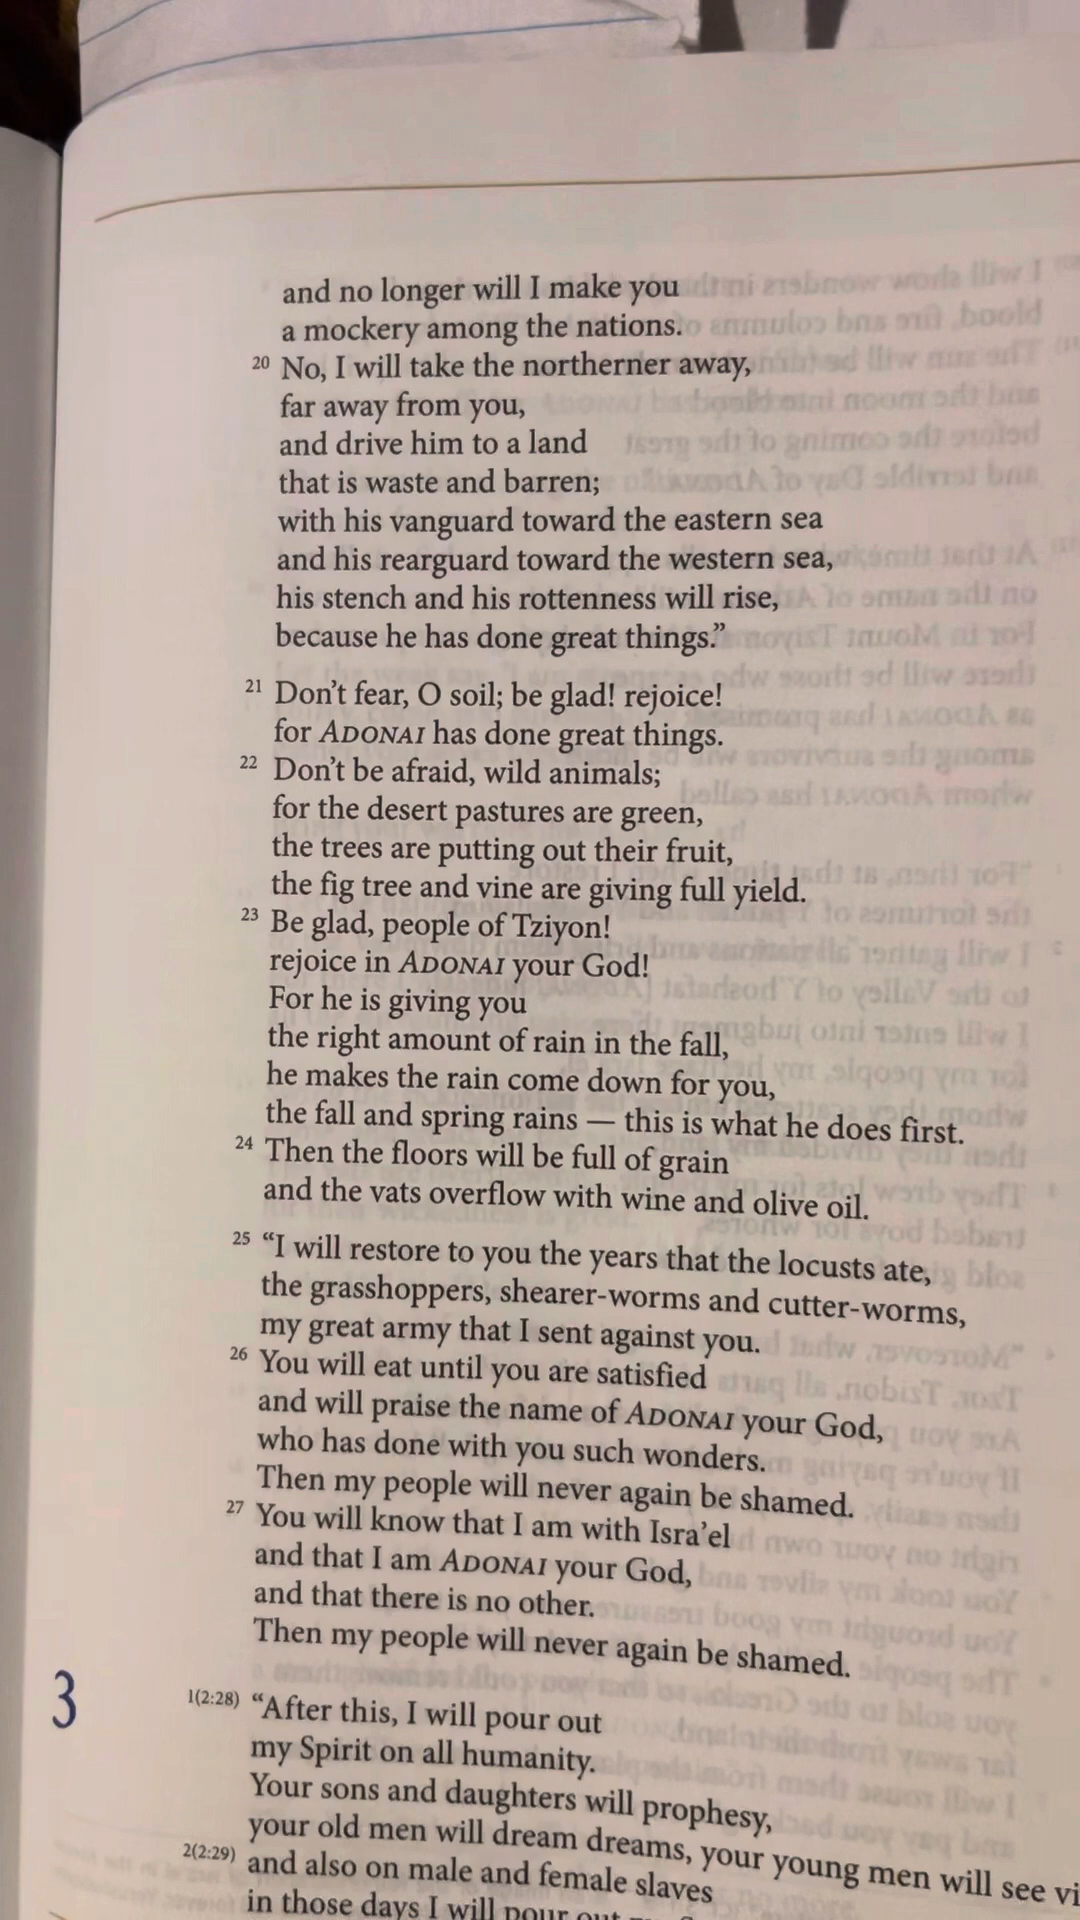 and no longer will I make you
a mockery among the nations.
20 No, I will take the northerner away,
far away from you,
and drive him to a land
that is waste and barren;
with his vanguard toward the eastern sea
and his rearguard toward the western sea,
his stench and his rottenness will rise,
because he has done great things.”
21 Don’t fear, O soil; be glad! rejoice!
for ADONAI has done great things.
22 Don’t be afraid, wild animals;
for the desert pastures are green,
the trees are putting out their fruit,
the fig tree and vine are giving full yield.
23 Be glad, people of Tziyon!
rejoice in ADONAI your God!
For he is giving you
the right amount of rain in the fall,
he makes the rain come down for you,
the fall and spring rains — this is what he does first.
24 Then the floors will be full of grain
and the vats overflow with wine and olive oil.
25 “I will restore to you the years that the locusts ate,
the grasshoppers, shearer-worms and cutter-worms,
my great army that I sent against you.
26 You will eat until you are satisfied
and will praise the name of ADONAI your God,
who has done with you such wonders.
Then my people will never again be shamed.
27 You will know that I am with Isra’el
and that I am ADONAI your God,
and that there is no other.
Then my people will never again be shamed.
3 1(2:28) “After this, I will pour out
my Spirit on all humanity.
Your sons and daughters will prophesy,
your old men will dream dreams, your young men will see
2(2:29) and also on male and female slaves
in those days I will pour out